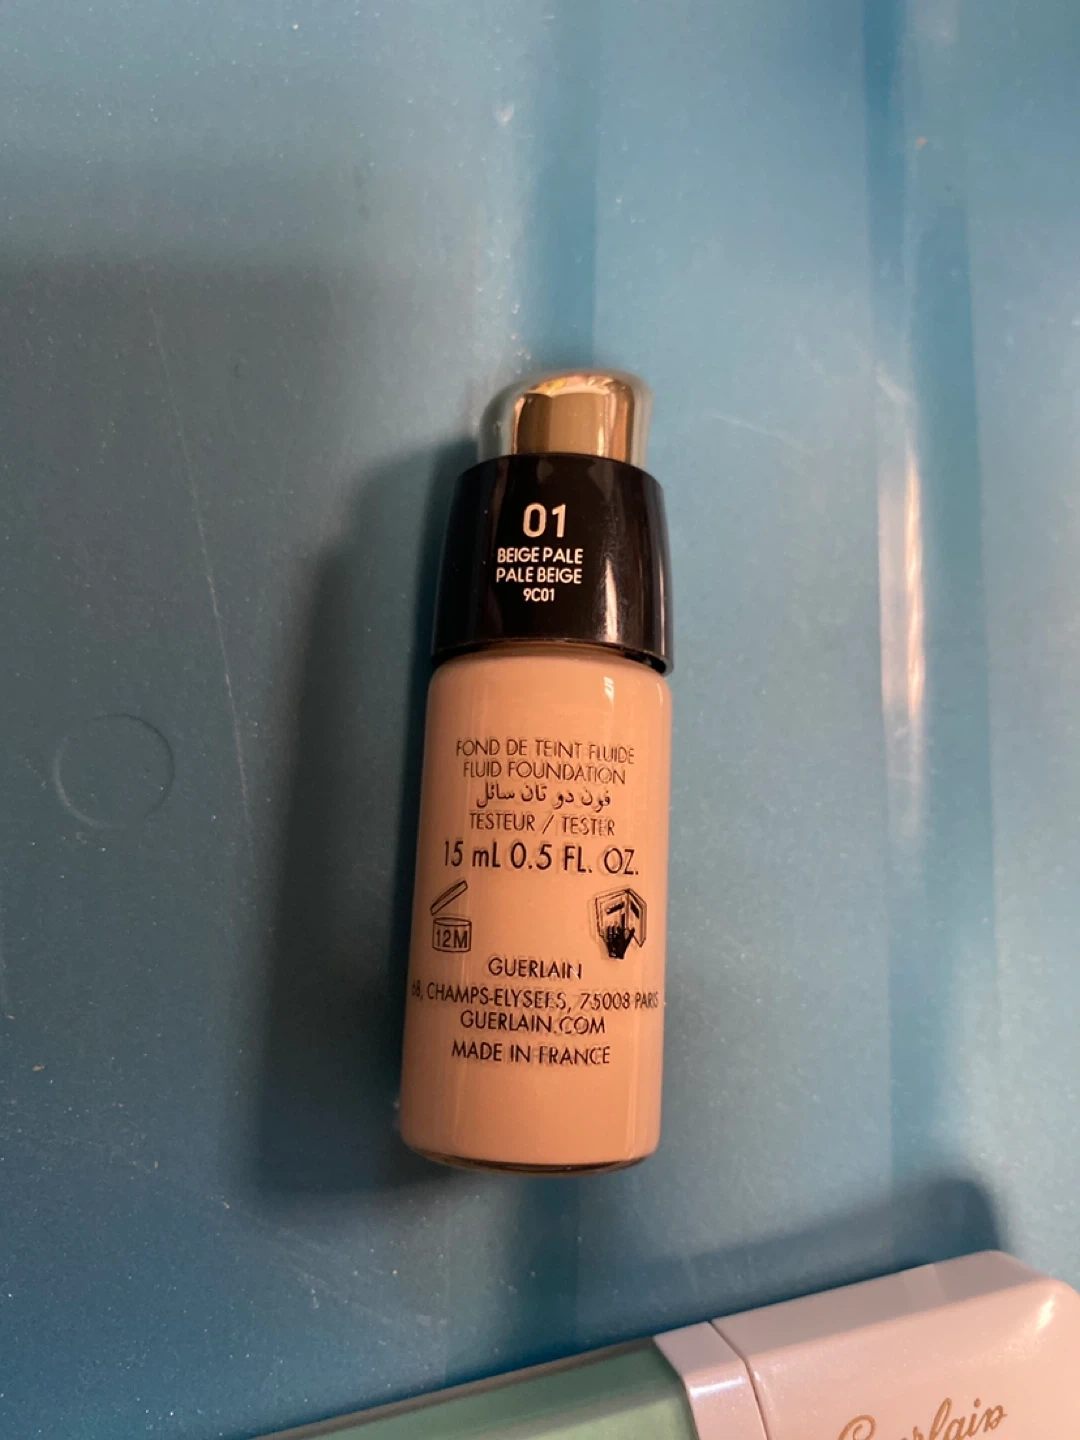 01
BEIGE PALE
PALE BEIGE
9C01
FOND DE TEINT FLUIDE
FLUID FOUNDATION
فون دو تان سائل
TESTEUR / TESTER
15 mL 0.5 FL. OZ.
12M
GUERLAIN
68, CHAMPS-ELYSEES, 75008 PARIS
GUERLAIN.COM
MADE IN FRANCE
Guerlain